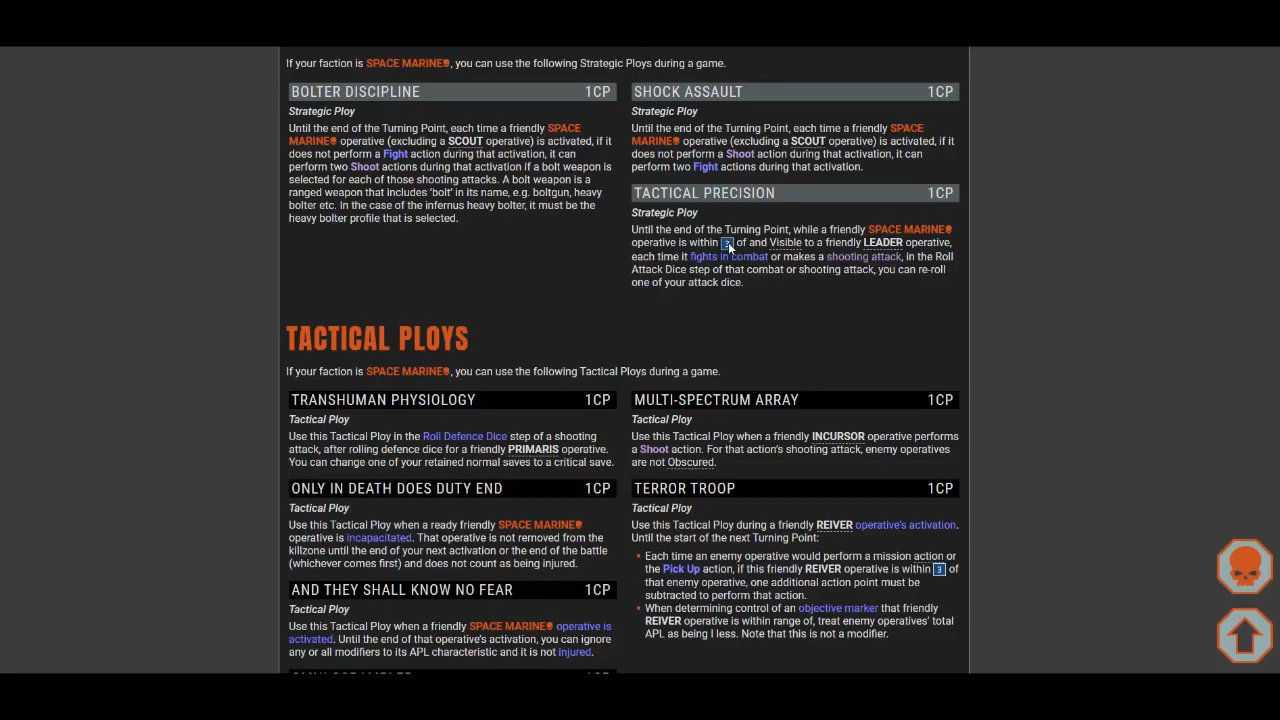 If your faction is SPACE MARINE, you can use the following Strategic Ploys during a game.
BOLTER DISCIPLINE 1CP
Strategic Ploy
Until the end of the Turning Point, each time a friendly SPACE
MARINE operative (excluding a SCOUT operative) is activated, if it
does not perform a Fight action during that activation, it can
perform two Shoot actions during that activation if a bolt weapon is
selected for each of those shooting attacks. A bolt weapon is a
ranged weapon that includes 'bolt' in its name, e.g. boltgun, heavy
bolter etc. In the case of the infernus heavy bolter, it must be the
heavy bolter profile that is selected.
SHOCK ASSAULT 1CP
Strategic Ploy
Until the end of the Turning Point, each time a friendly SPACE
MARINE operative (excluding a SCOUT operative) is activated, if it
does not perform a Shoot action during that activation, it can
perform two Fight actions during that activation.
TACTICAL PRECISION 1CP
Strategic Ploy
Until the end of the Turning Point, while a friendly SPACE MARINE
operative is within of and Visible to a friendly LEADER operative,
each time it fights in combat or makes a shooting attack, in the Roll
Attack Dice step of that combat or shooting attack, you can re-roll
one of your attack dice.
TACTICAL PLOYS
If your faction is SPACE MARINE, you can use the following Tactical Ploys during a game.
TRANSHUMAN PHYSIOLOGY 1CP
Tactical Ploy
Use this Tactical Ploy in the Roll Defence Dice step of a shooting
attack, after rolling defence dice for a friendly PRIMARIS operative.
You can change one of your retained normal saves to a critical save.
ONLY IN DEATH DOES DUTY END 1CP
Tactical Ploy
Use this Tactical Ploy when a ready friendly SPACE MARINE
operative is incapacitated. That operative is not removed from the
killzone until the end of your next activation or the end of the battle
(whichever comes first) and does not count as being injured.
AND THEY SHALL KNOW NO FEAR 1CP
Tactical Ploy
Use this Tactical Ploy when a friendly SPACE MARINE operative is
activated. Until the end of that operative's activation, you can ignore
any or all modifiers to its APL characteristic and it is not injured.
MULTI-SPECTRUM ARRAY 1CP
Tactical Ploy
Use this Tactical Ploy when a friendly INCURSOR operative performs
a Shoot action. For that action's shooting attack, enemy operatives
are not Obscured.
TERROR TROOP 1CP
Tactical Ploy
Use this Tactical Ploy during a friendly REIVER operative's activation.
Until the start of the next Turning Point:
• Each time an enemy operative would perform a mission action or
the Pick Up action, if this friendly REIVER operative is within 3 of
that enemy operative, one additional action point must be
subtracted to perform that action.
• When determining control of an objective marker that friendly
REIVER operative is within range of, treat enemy operatives' total
APL as being 1 less. Note that this is not a modifier.